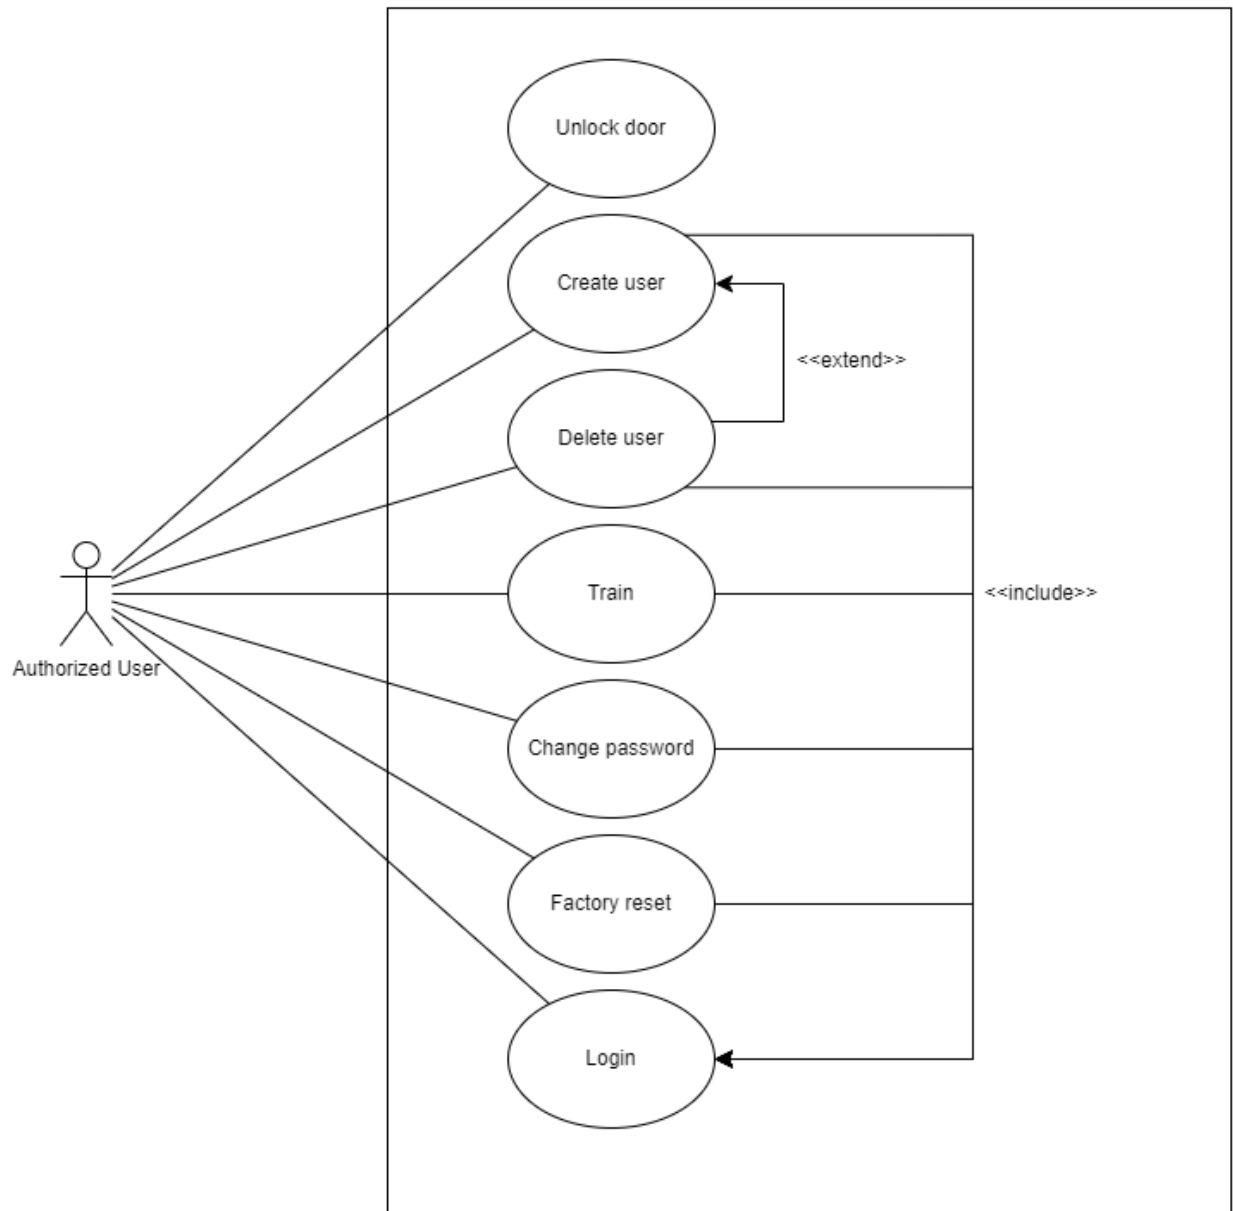 Unlock door
Create user
<<extend>>
Delete user
Train
<<include>>
Authorized User
Change password
Factory reset
Login